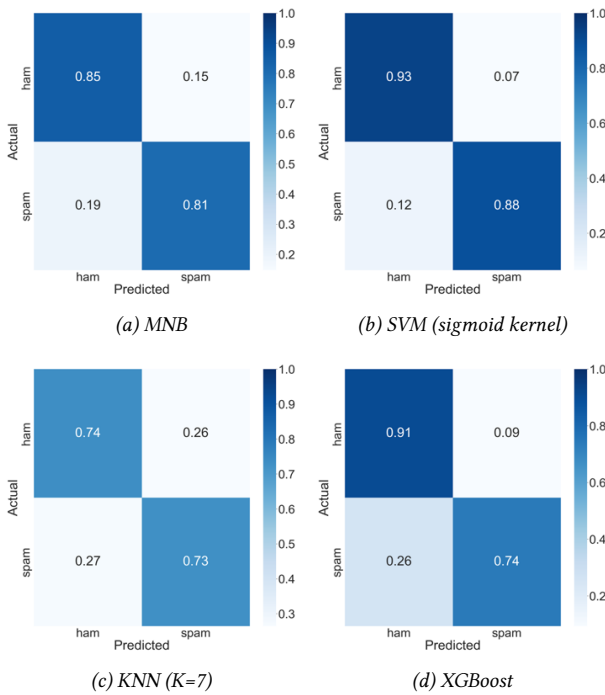 1.0
0.9
0.8
0.7
0.6
0.5
0.4
0.3
0.2
ham
spam
Actual
0.85 0.15
0.19 0.81
ham spam
Predicted
(a) MNB
1.0
0.8
0.6
0.4
0.2
ham
spam
Actual
0.93 0.07
0.12 0.88
ham spam
Predicted
(b) SVM (sigmoid kernel)
1.0
0.9
0.8
0.7
0.6
0.5
0.4
0.3
ham
spam
Actual
0.74 0.26
0.27 0.73
ham spam
Predicted
(c) KNN (K=7)
1.0
0.8
0.6
0.4
0.2
ham
spam
Actual
0.91 0.09
0.26 0.74
ham spam
Predicted
(d) XGBoost